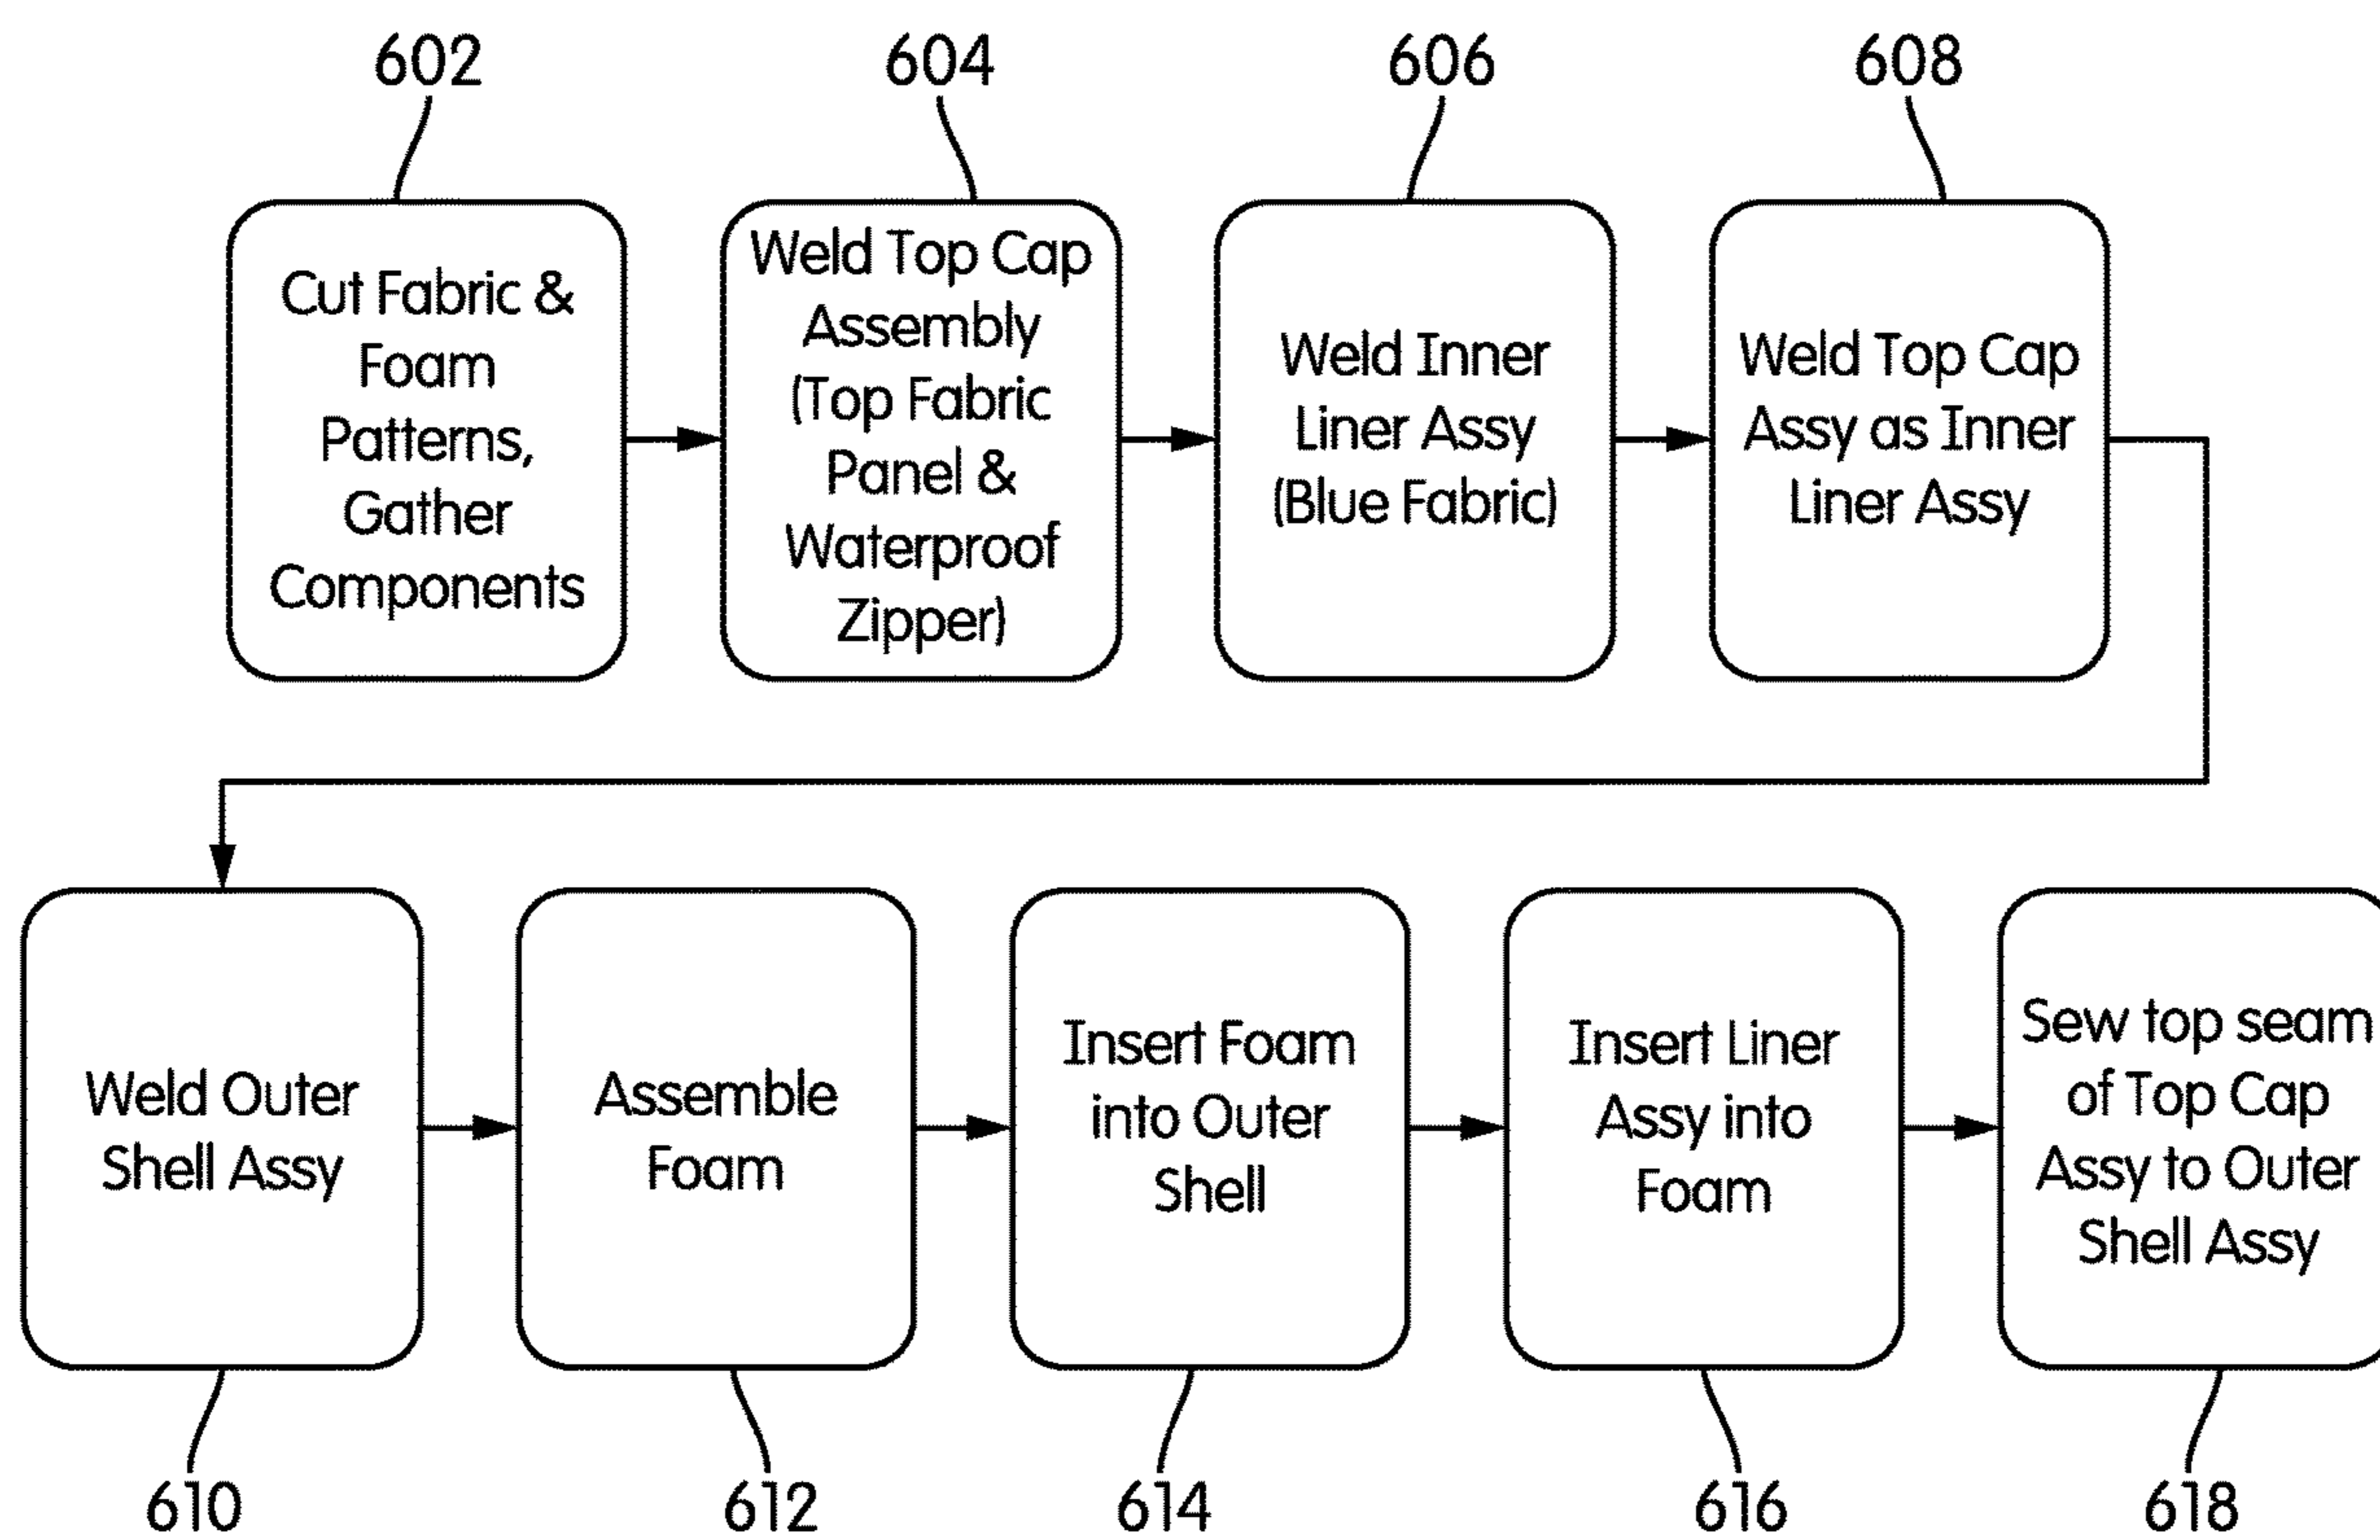 602
604
606
608
Cut Fabric &
Foam
Patterns,
Gather
Components
Weld Top Cap
Assembly
(Top Fabric
Panel &
Waterproof
Zipper)
Weld Inner
Liner Assy
(Blue Fabric)
Weld Top Cap
Assy as Inner
Liner Assy
Weld Outer
Shell Assy
Assemble
Foam
Insert Foam
into Outer
Shell
Insert Liner
Assy into
Foam
Sew top seam
of Top Cap
Assy to Outer
Shell Assy
610
612
614
616
618